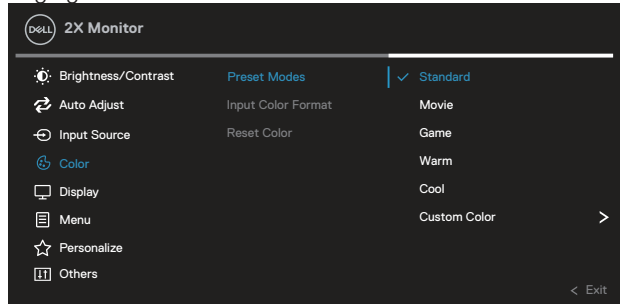 DELL 2X Monitor
Brightness/Contrast Preset Modes Standard
Auto Adjust Input Color Format Movie
Input Source Reset Color Game
Color Warm
Display Cool
Menu Custom Color >
Personalize
Others
< Exit